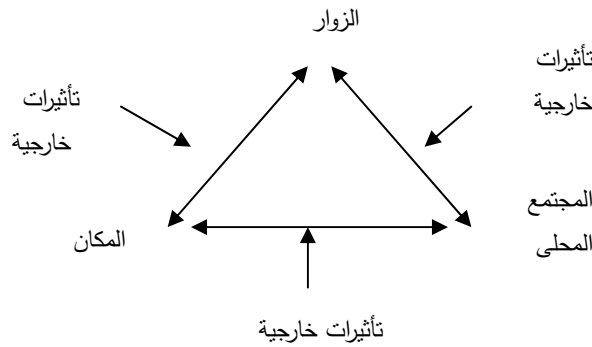 الزوار
تأثيرات
خارجية
تأثيرات
خارجية
المجتمع
المحلى
المكان
تأثيرات خارجية